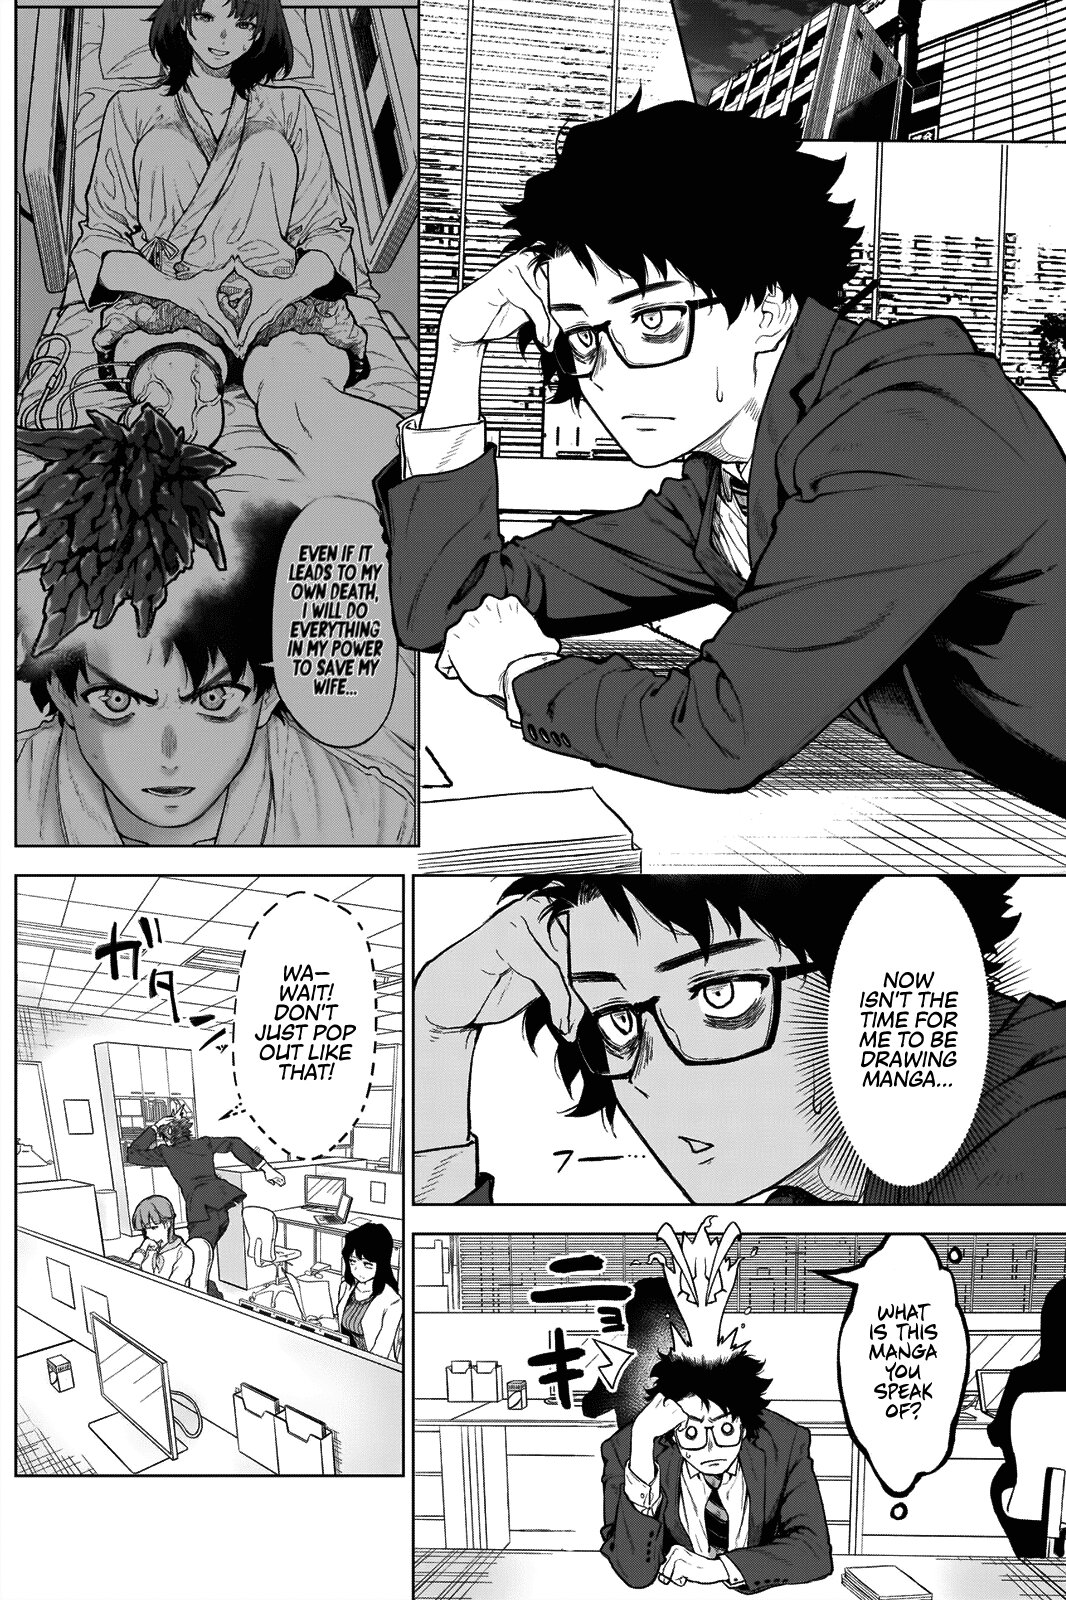 EVEN IF IT
LEADS TO MY
OWN DEATH,
I WILL DO
EVERYTHING
IN MY POWER
TO SAVE MY
WIFE...
NOW
ISN'T THE
TIME FOR
ME TO BE
DRAWING
MANGA...
フー…
WHAT
IS THIS
MANGA
YOU
SPEAK
OF?
ニョ
キッ
WA—
WAIT!
DON'T
JUST POP
OUT LIKE
THAT!
ガタッ